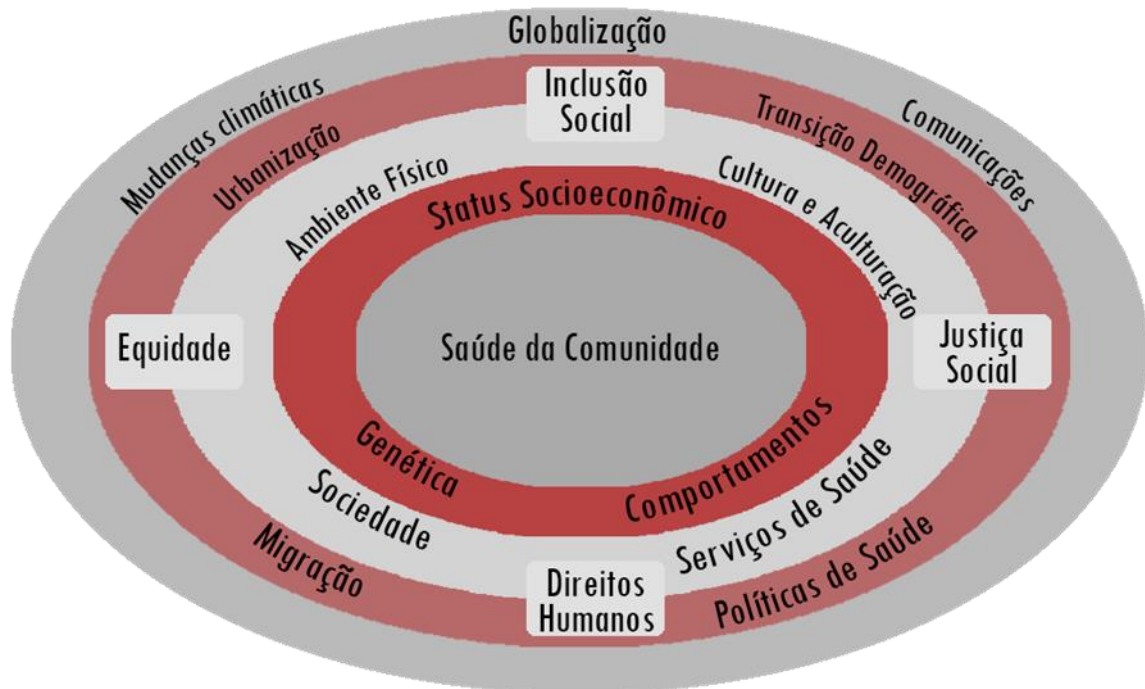 Globalização
Mudanças climáticas
Comunicações
Inclusão
Social
Urbanização
Transição Demográfica
Ambiente Físico
Cultura e Aculturação
Status Socioeconômico
Equidade
Saúde da Comunidade
Justiça
Social
Genética
Comportamentos
Sociedade
Serviços de Saúde
Migração
Direitos
Humanos
Políticas de Saúde